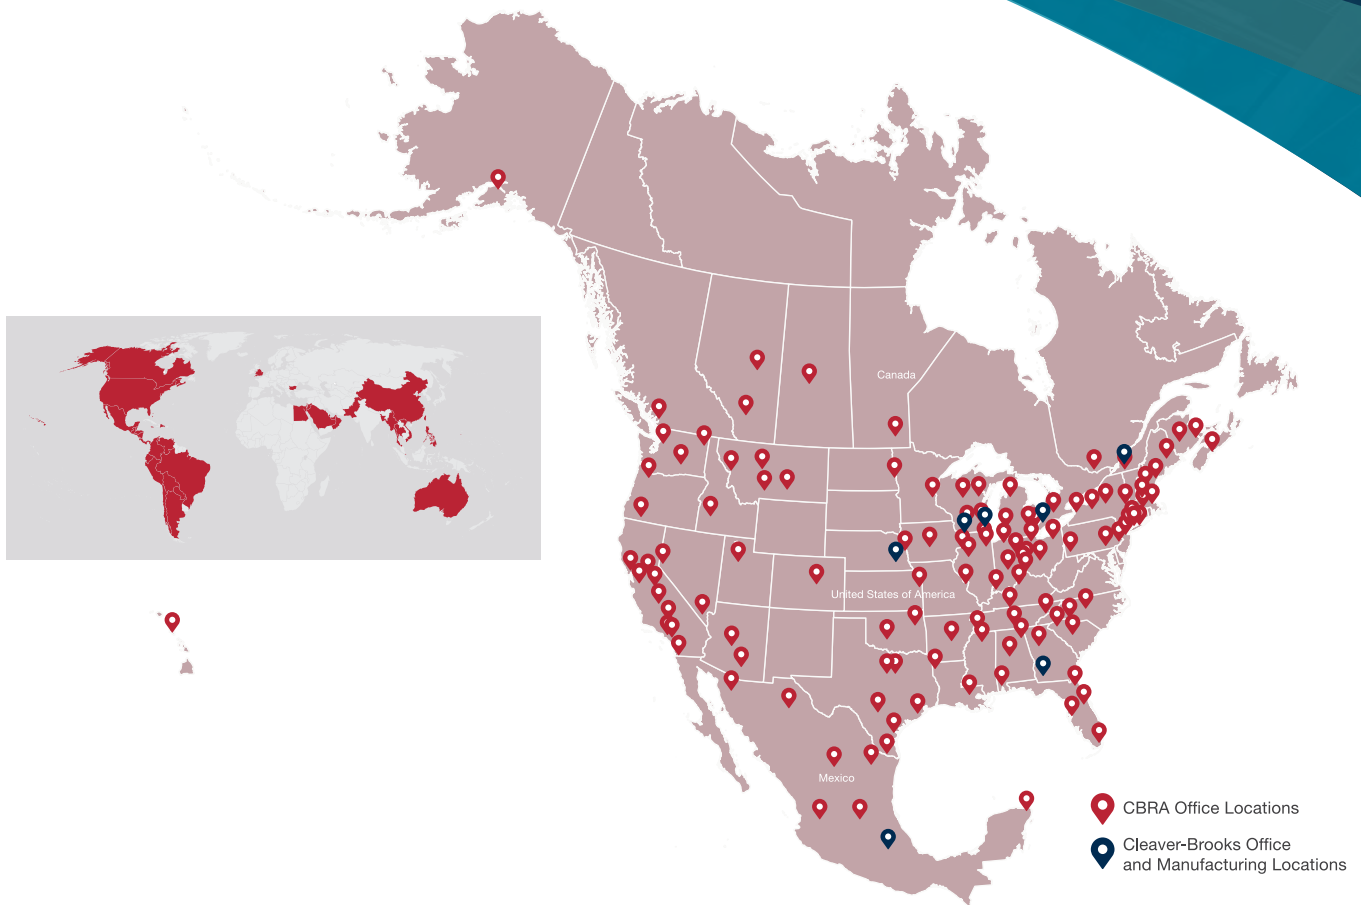 Canada
United States of America
Mexico
CBRA Office Locations
Cleaver-Brooks Office
and Manufacturing Locations